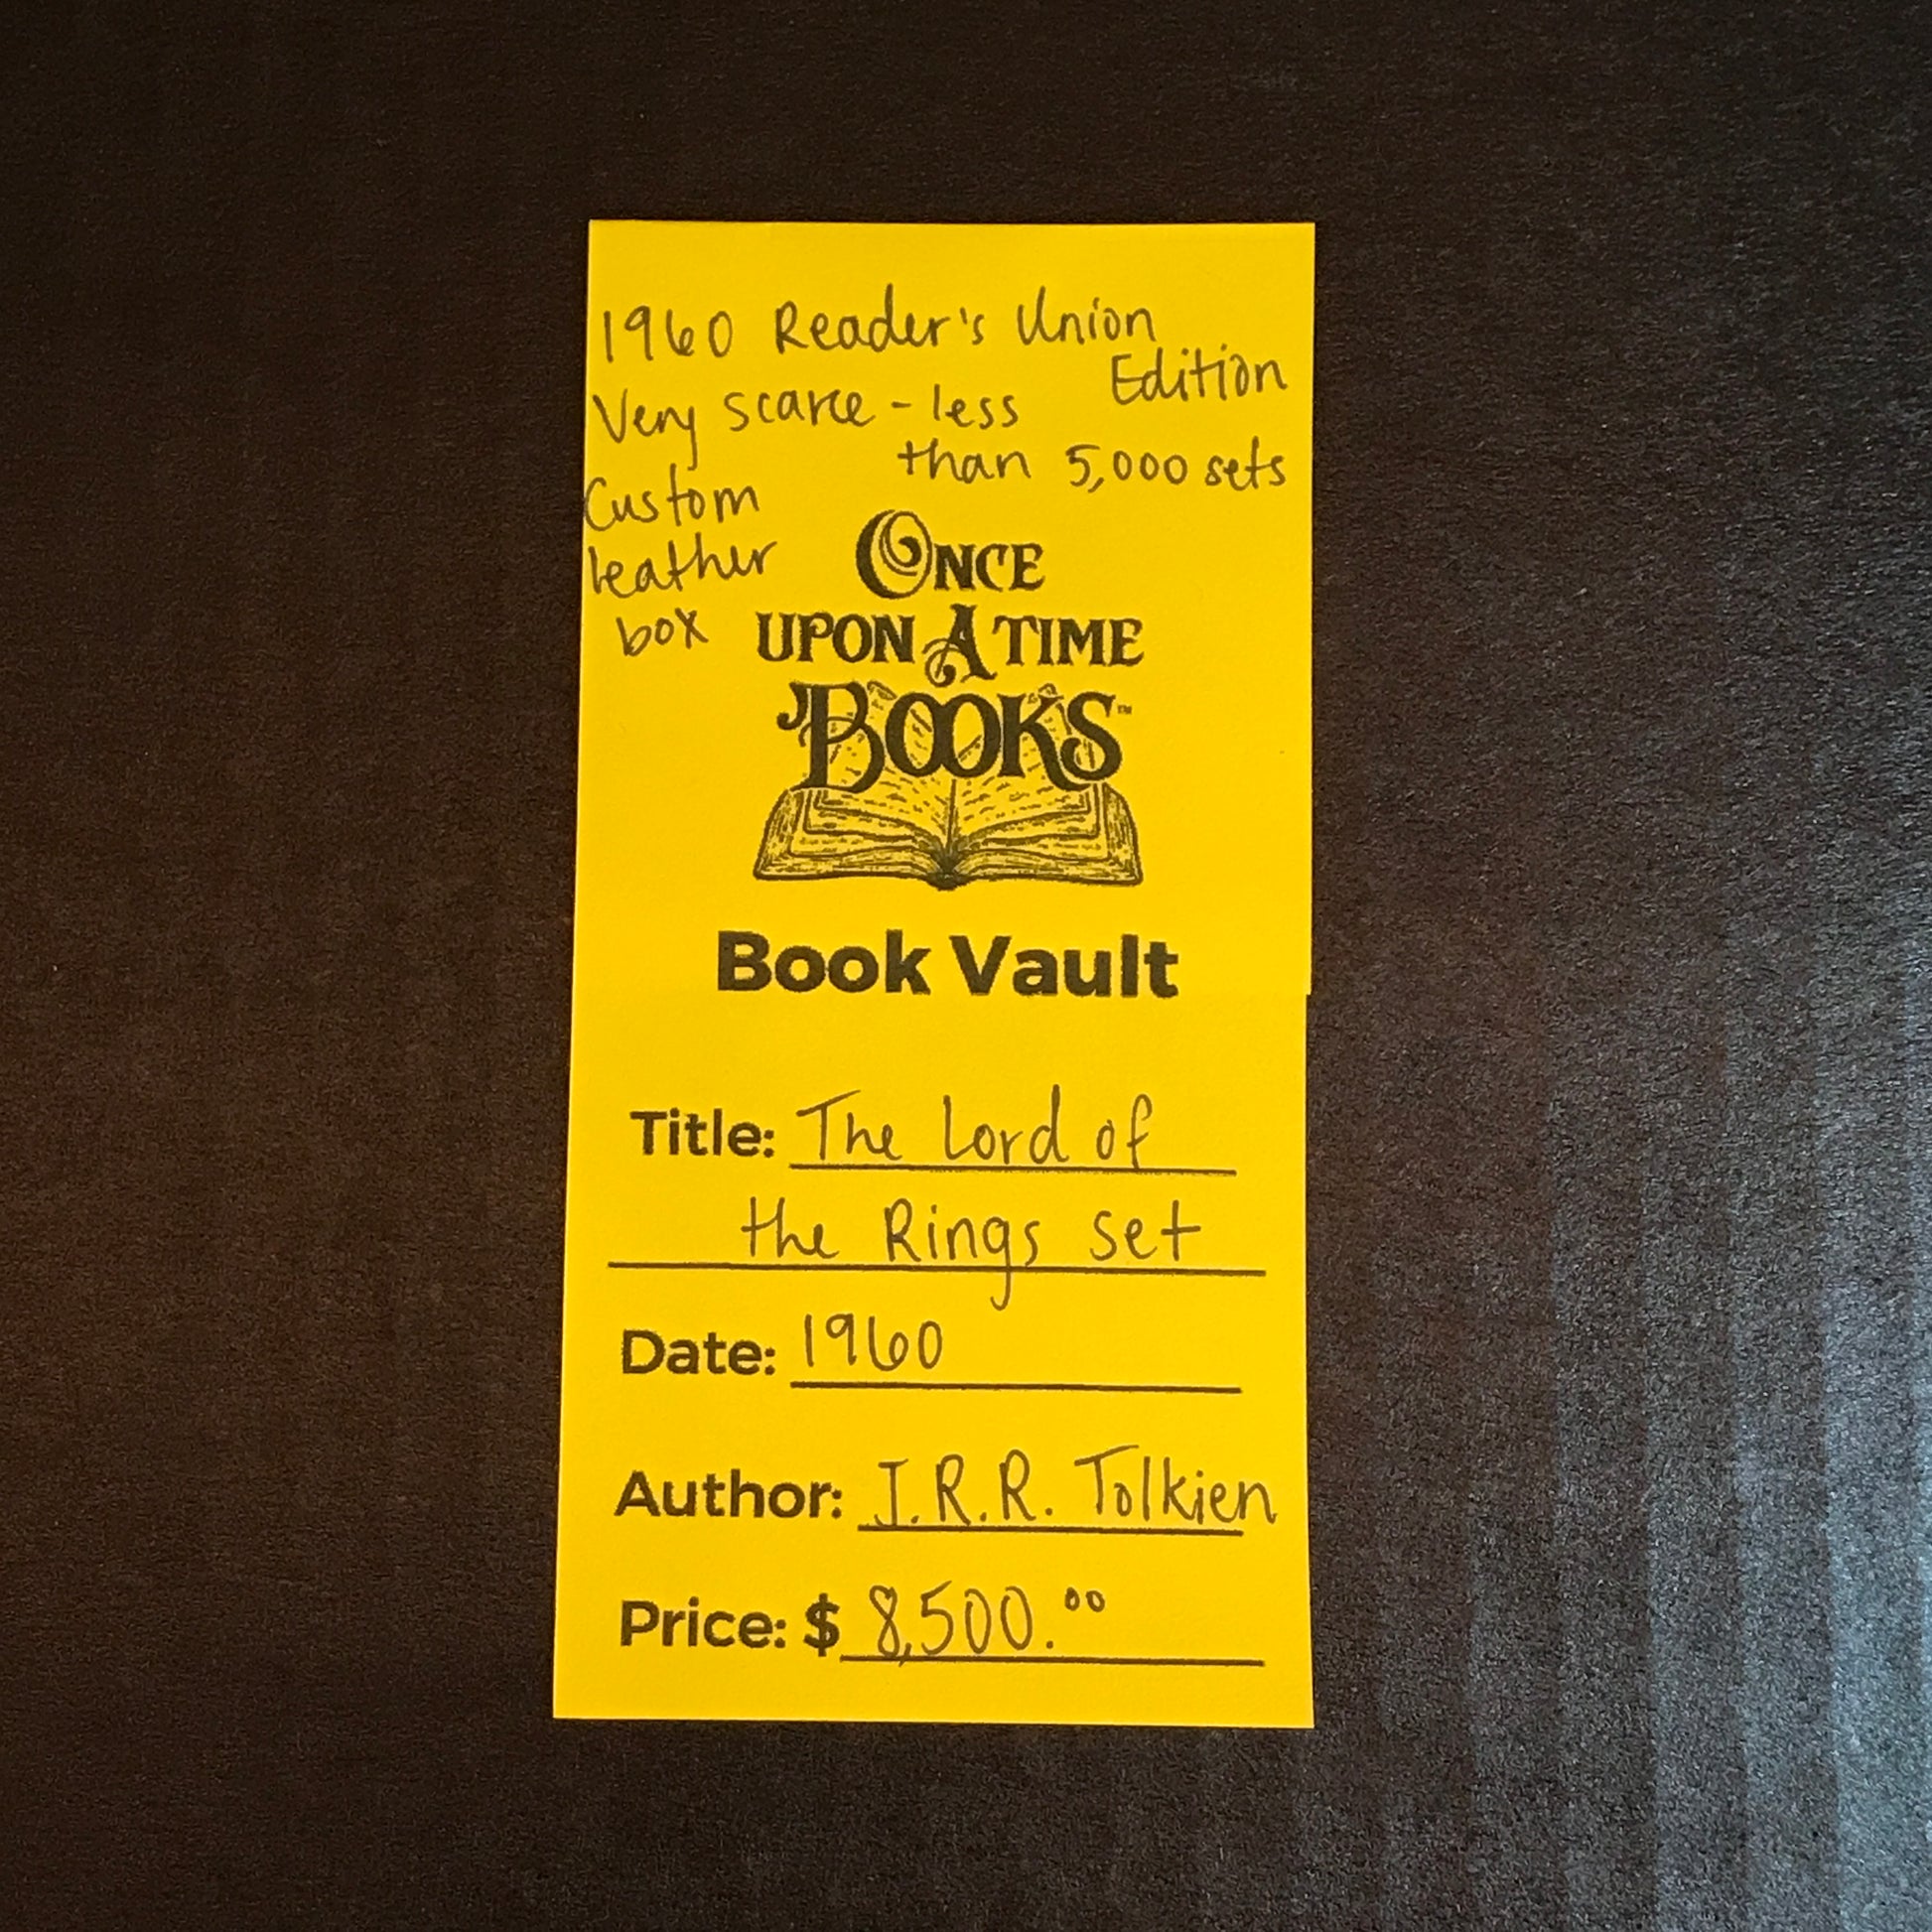 1960 Reader's Union
Edition
Very scarce - less
than 5,000 sets
Custom
leather
box
ONCE
UPON A TIME
BOOKS™
Book Vault
Title: The Lord of
the Rings set
Date: 1960
Author: J.R.R. Tolkien
Price: $ 8,500.00